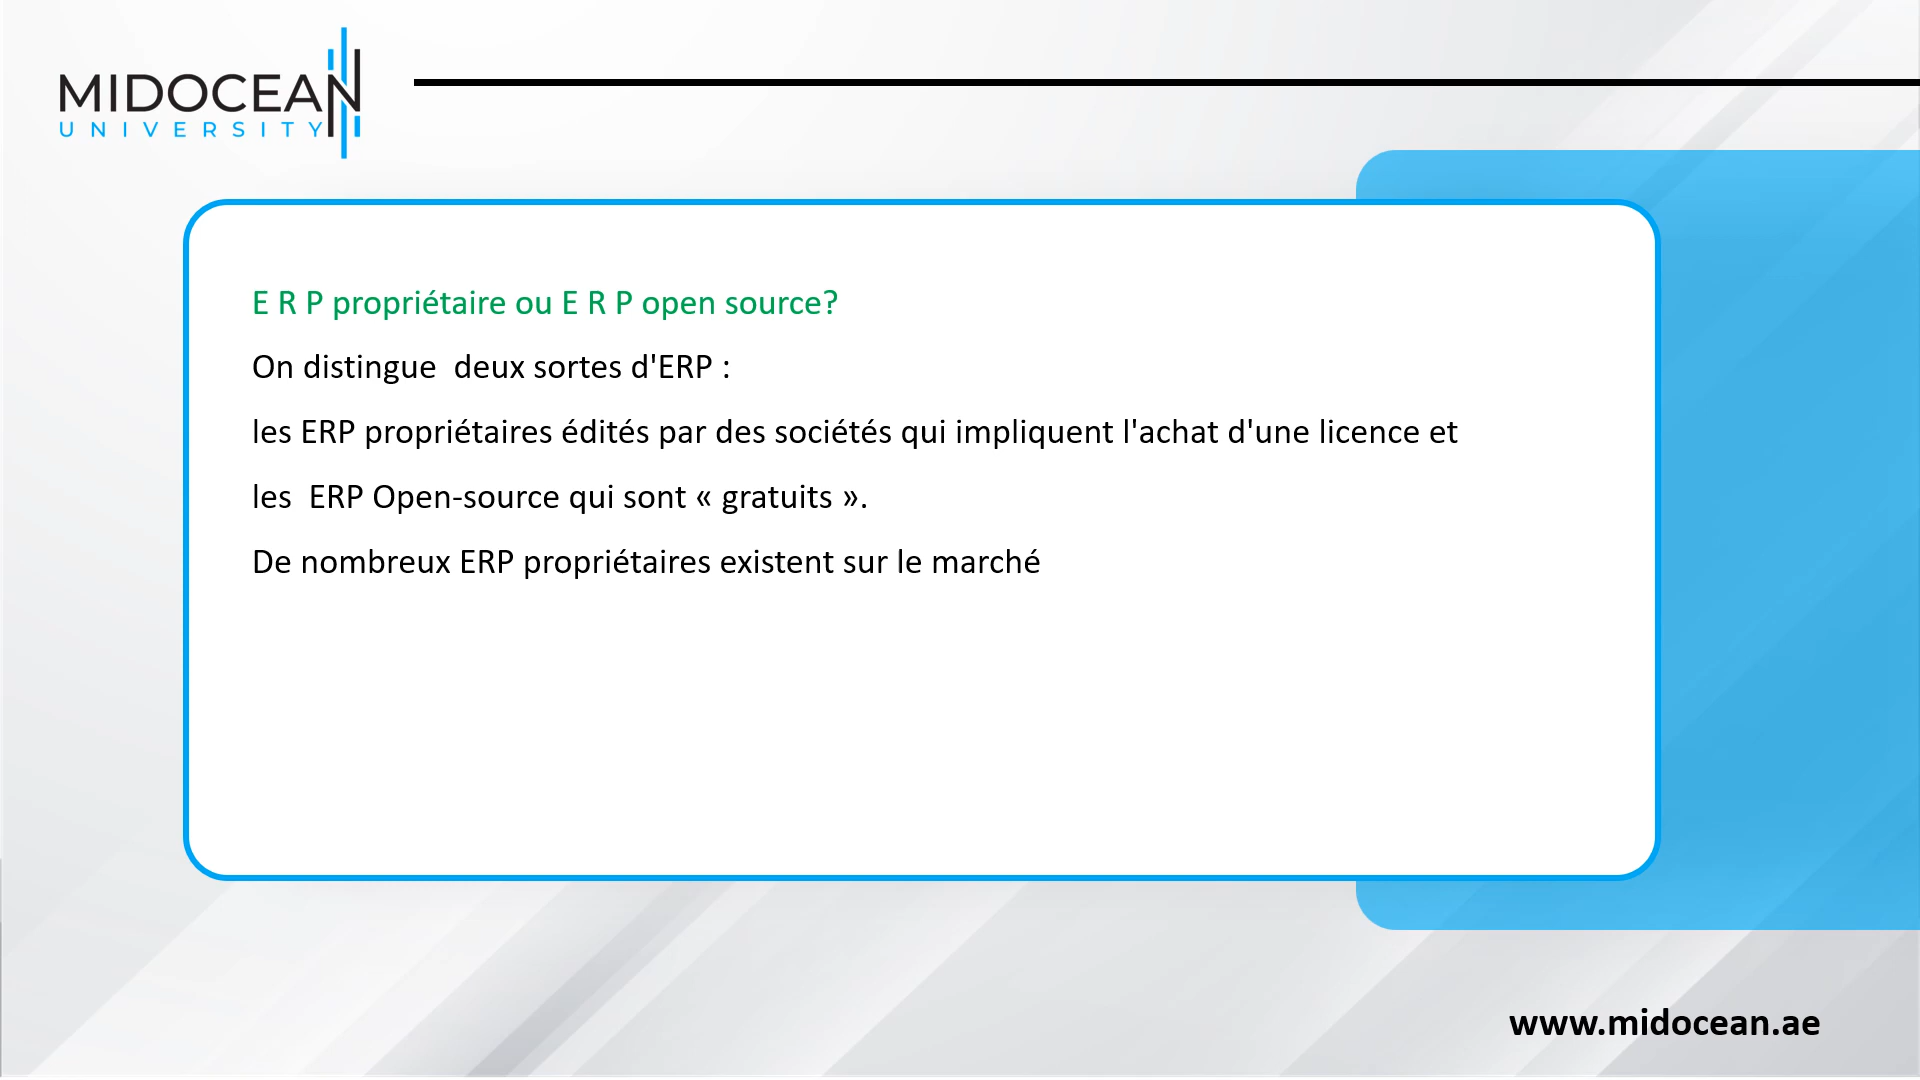 MIDOCEAN
UNIVERSITY
E R P propriétaire ou E R P open source?
On distingue  deux sortes d'ERP :
les ERP propriétaires édités par des sociétés qui impliquent l'achat d'une licence et
les  ERP Open-source qui sont « gratuits ».
De nombreux ERP propriétaires existent sur le marché
www.midocean.ae